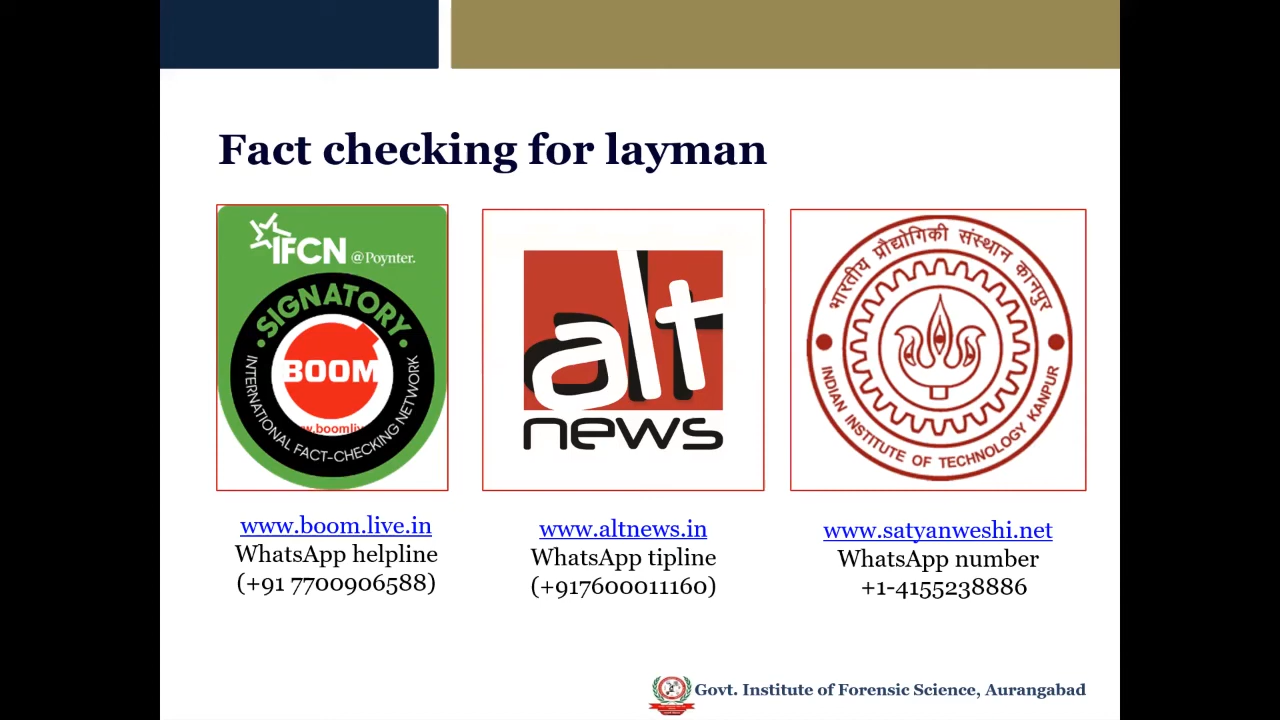 Fact checking for layman
IFCN @Poynter.
SIGNATORY
BOOM
w.boomliv
INTERNATIONAL FACT-CHECKING NETWORK
alt
news
भारतीय प्रौद्योगिकी संस्थान कानपुर
INDIAN INSTITUTE OF TECHNOLOGY KANPUR
www.boom.live.in
WhatsApp helpline
(+91 7700906588)
www.altnews.in
WhatsApp tipline
(+917600011160)
www.satyanweshi.net
WhatsApp number
+1-4155238886
Govt. Institute of Forensic Science, Aurangabad